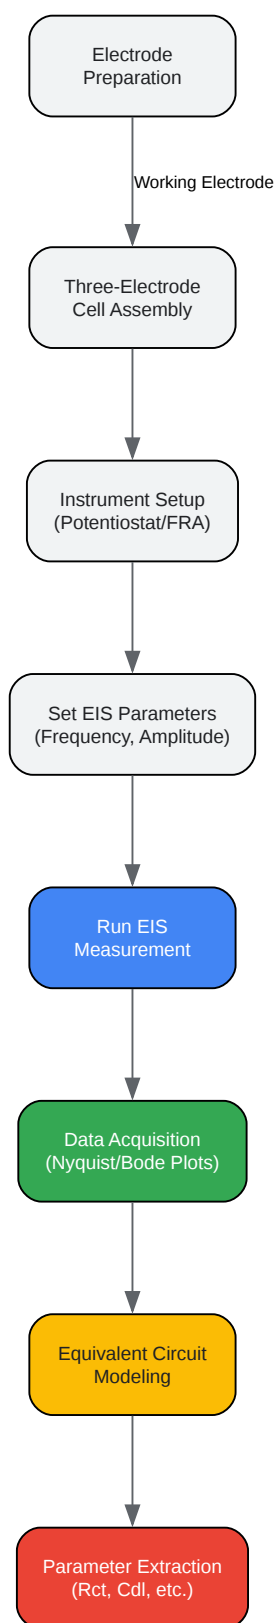 Electrode
Preparation
Working Electrode
Three-Electrode
Cell Assembly
Instrument Setup
(Potentiostat/FRA)
Set EIS Parameters
(Frequency, Amplitude)
Run EIS
Measurement
Data Acquisition
(Nyquist/Bode Plots)
Equivalent Circuit
Modeling
Parameter Extraction
(Rct, Cdl, etc.)